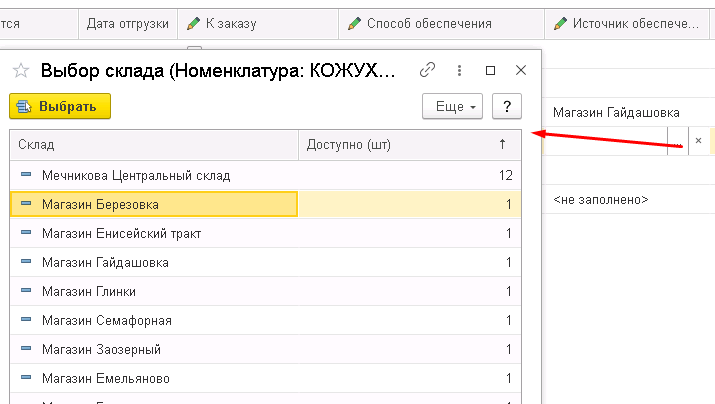 тся Дата отгрузки К заказу Способ обеспечения Источник обеспече...
Выбор склада (Номенклатура: КОЖУХ...
Выбрать Еще ?
Магазин Гайдашовка
Склад Доступно (шт) ↑
... ×
Мечникова Центральный склад 12
Магазин Березовка 1
<не заполнено>
Магазин Енисейский тракт 1
Магазин Гайдашовка 1
Магазин Глинки 1
Магазин Семафорная 1
Магазин Заозерный 1
Магазин Емельяново 1